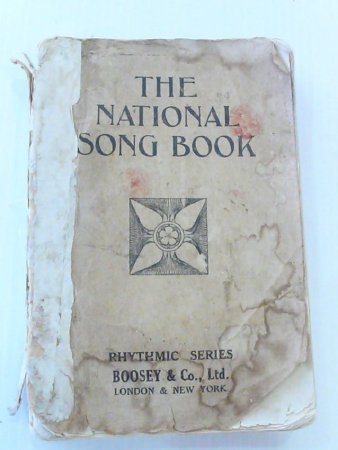 THE
NATIONAL
SONG BOOK
RHYTHMIC SERIES
BOOSEY & Co., Ltd.
LONDON & NEW YORK